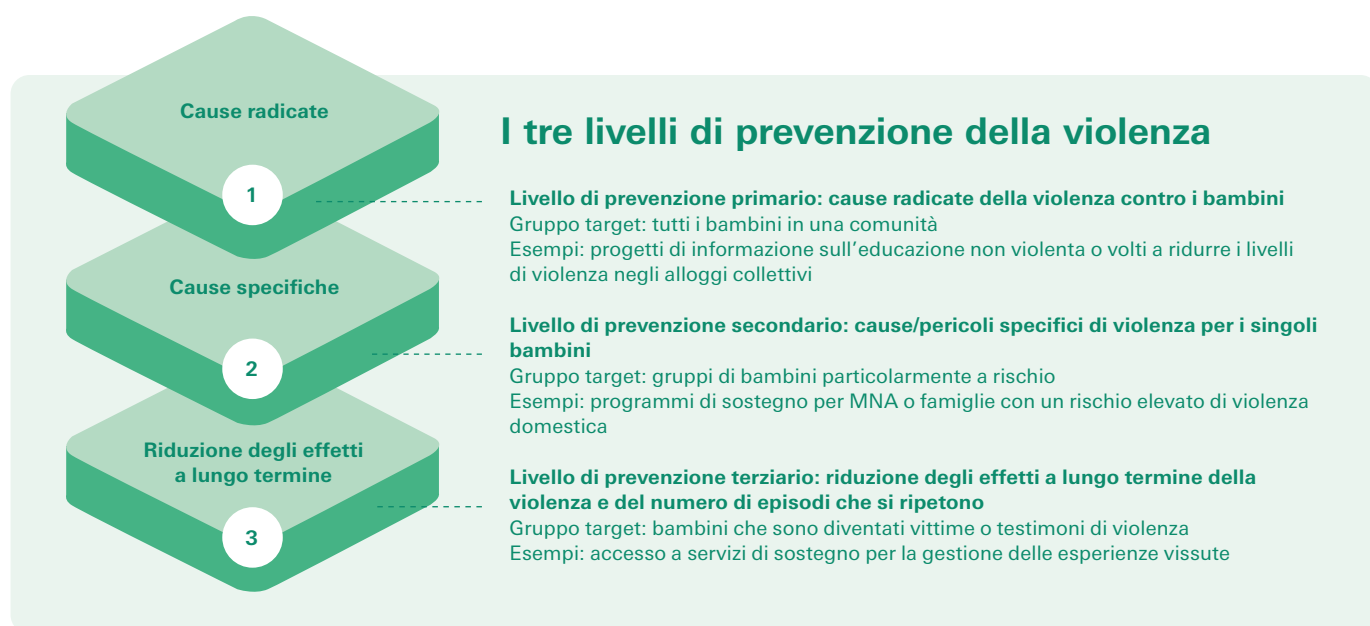 Cause radicate
1
Cause specifiche
2
Riduzione degli effetti
a lungo termine
3
I tre livelli di prevenzione della violenza
Livello di prevenzione primario: cause radicate della violenza contro i bambini
Gruppo target: tutti i bambini in una comunità
Esempi: progetti di informazione sull’educazione non violenta o volti a ridurre i livelli
di violenza negli alloggi collettivi
Livello di prevenzione secondario: cause/pericoli specifici di violenza per i singoli
bambini
Gruppo target: gruppi di bambini particolarmente a rischio
Esempi: programmi di sostegno per MNA o famiglie con un rischio elevato di violenza
domestica
Livello di prevenzione terziario: riduzione degli effetti a lungo termine della
violenza e del numero di episodi che si ripetono
Gruppo target: bambini che sono diventati vittime o testimoni di violenza
Esempi: accesso a servizi di sostegno per la gestione delle esperienze vissute